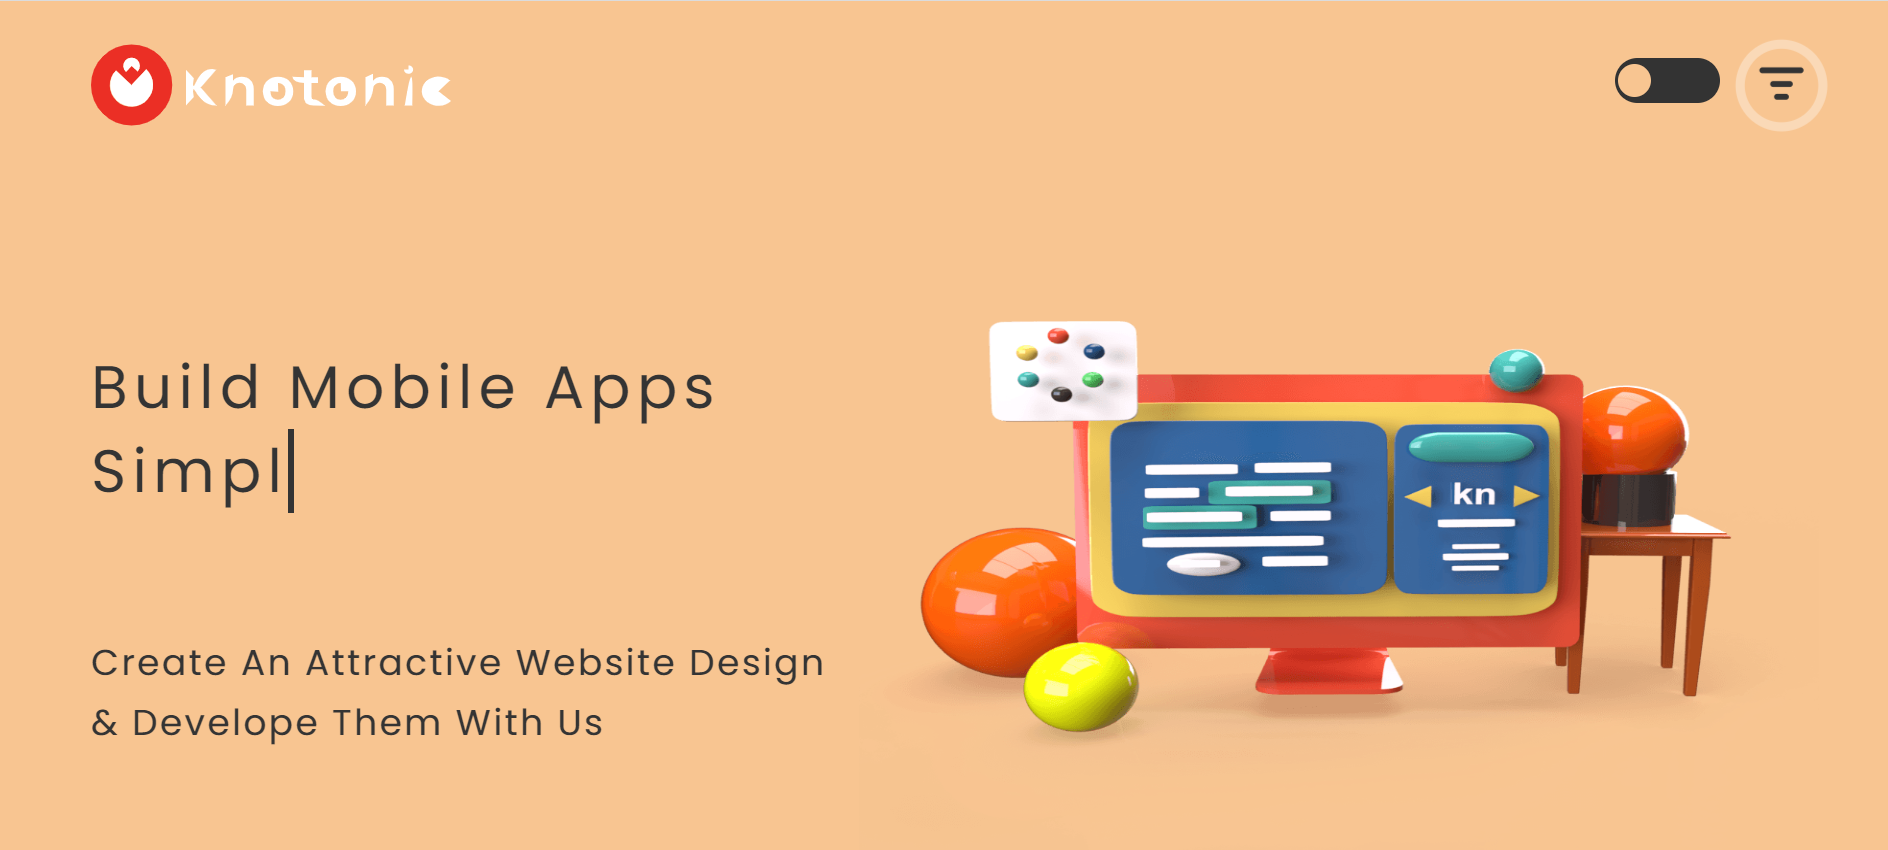 Knotonic
Build Mobile Apps
Simpl
kn
Create An Attractive Website Design
& Develope Them With Us